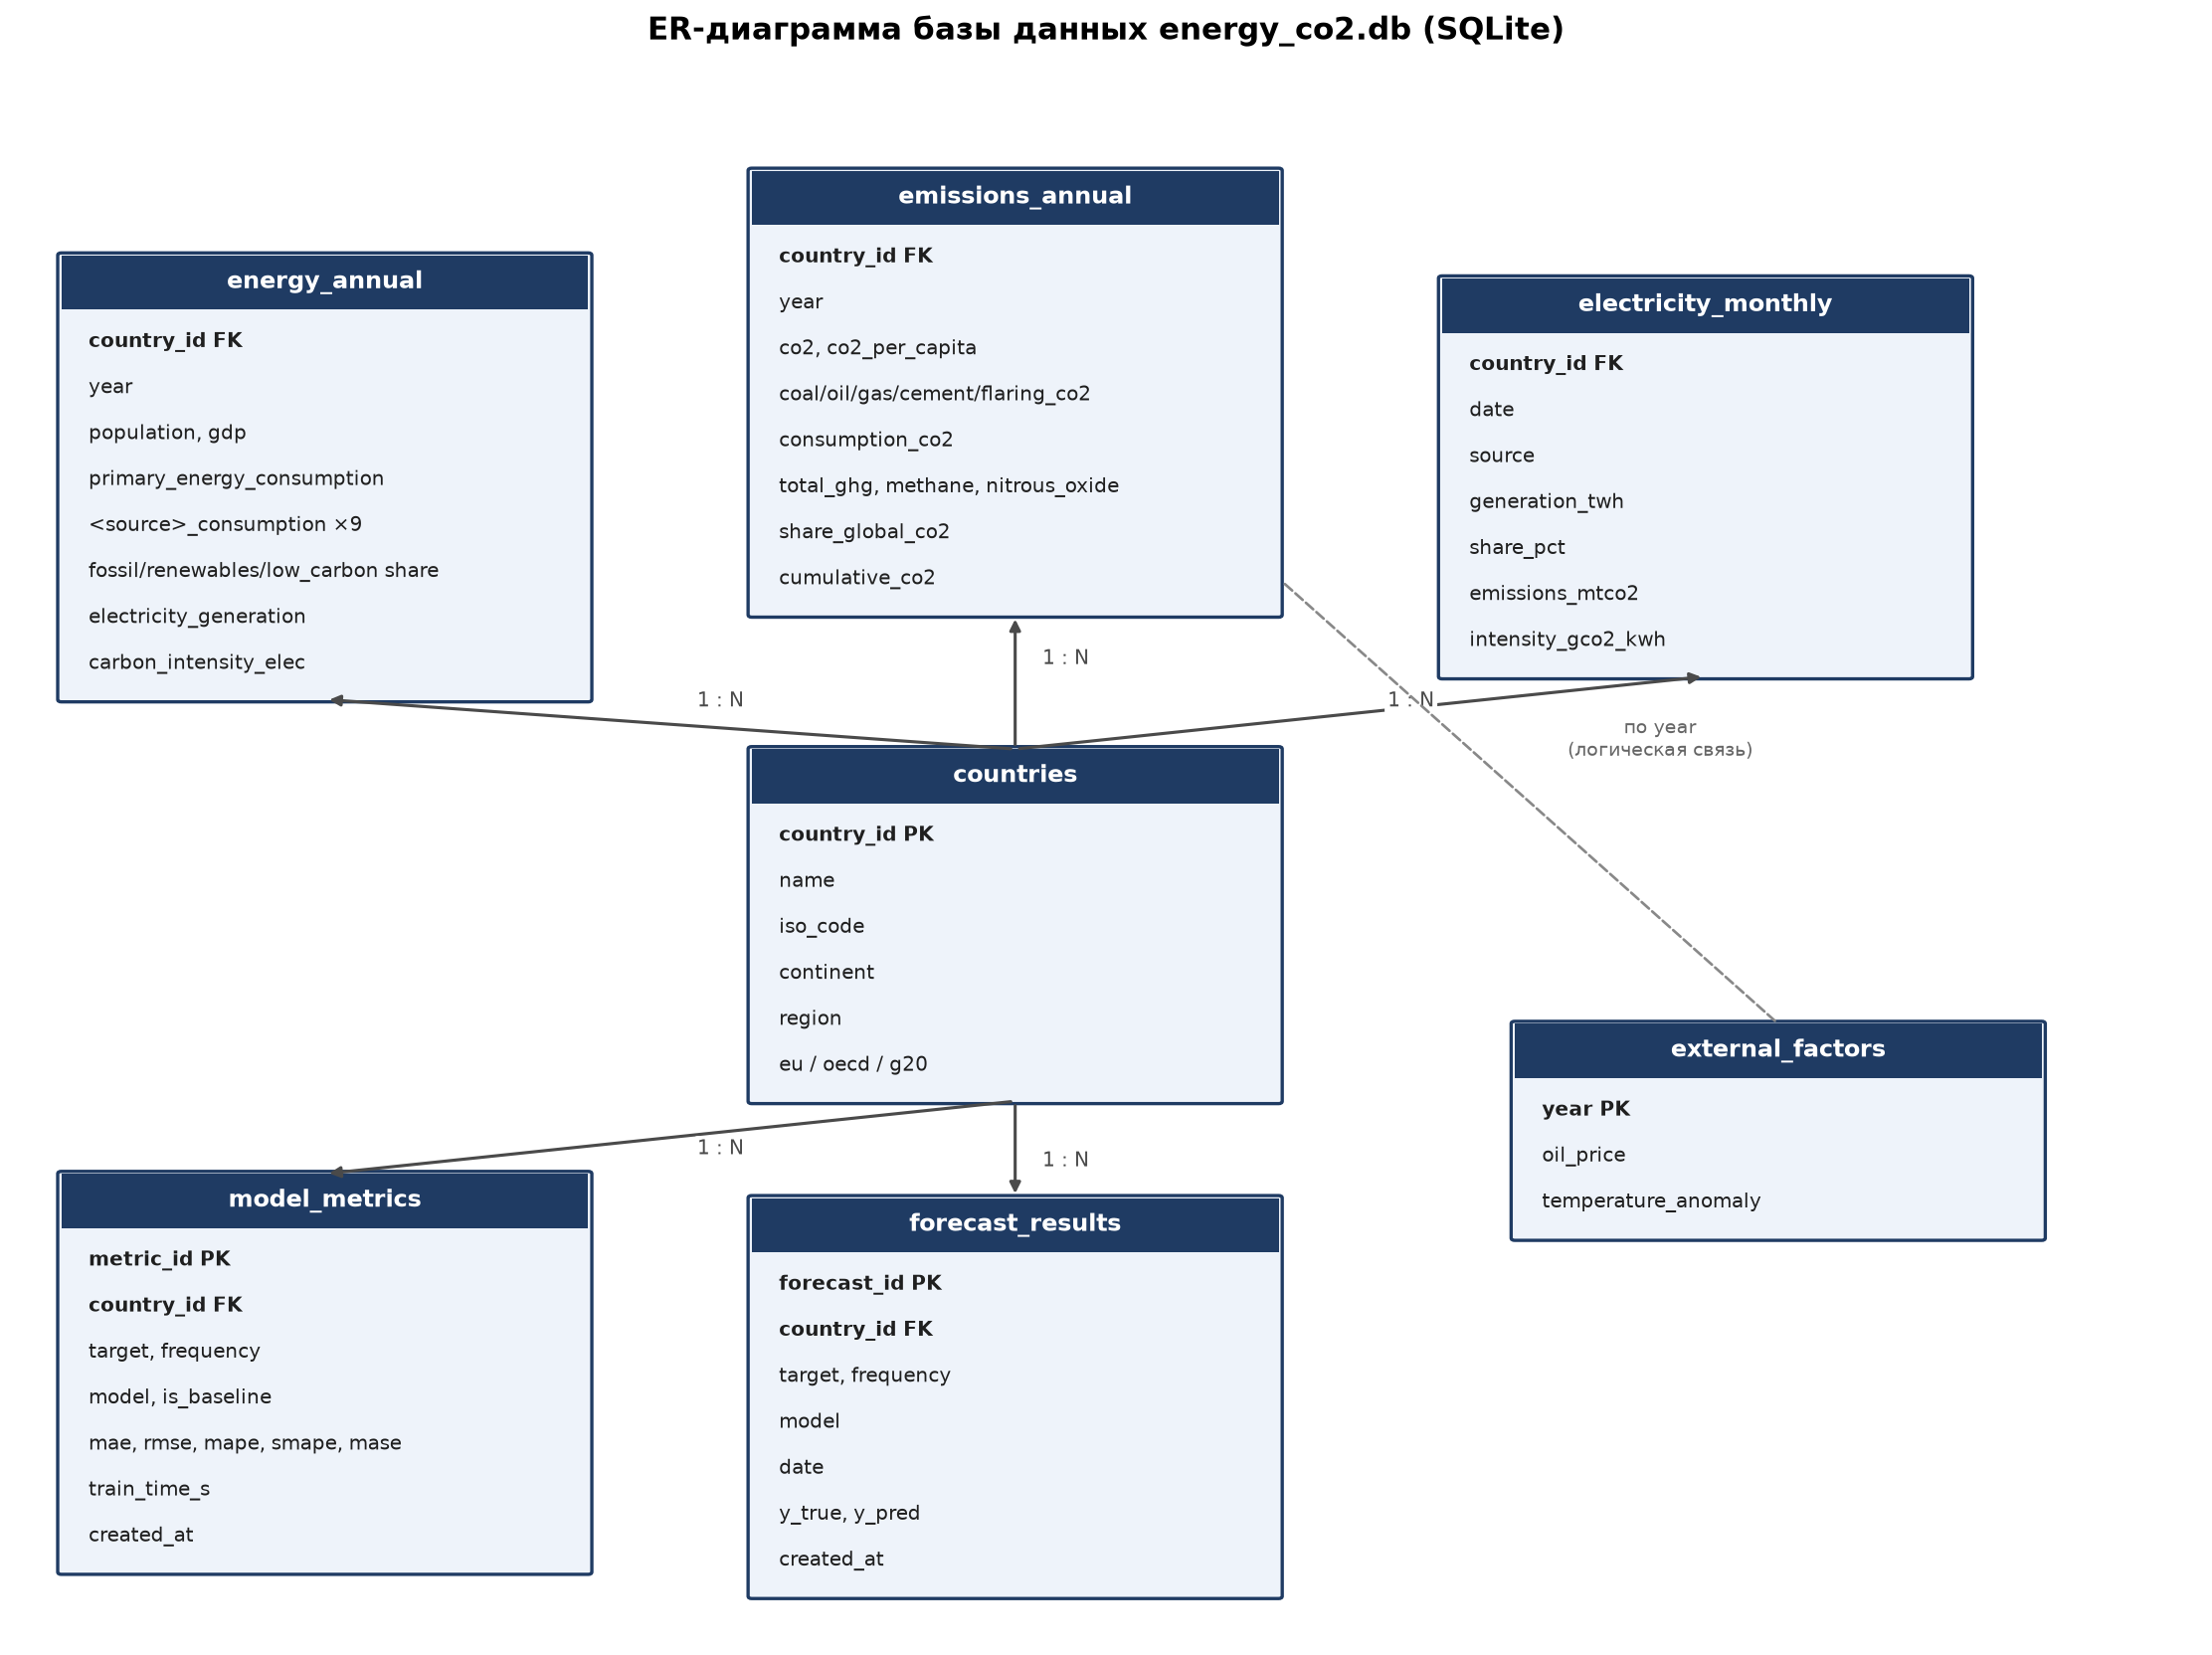 ER-диаграмма базы данных energy_co2.db (SQLite)
energy_annual
country_id FK
year
population, gdp
primary_energy_consumption
<source>_consumption ×9
fossil/renewables/low_carbon share
electricity_generation
carbon_intensity_elec
emissions_annual
country_id FK
year
co2, co2_per_capita
coal/oil/gas/cement/flaring_co2
consumption_co2
total_ghg, methane, nitrous_oxide
share_global_co2
cumulative_co2
electricity_monthly
country_id FK
date
source
generation_twh
share_pct
emissions_mtco2
intensity_gco2_kwh
1 : N
1 : N
1 : N
по year
(логическая связь)
countries
country_id PK
name
iso_code
continent
region
eu / oecd / g20
external_factors
year PK
oil_price
temperature_anomaly
1 : N
1 : N
model_metrics
metric_id PK
country_id FK
target, frequency
model, is_baseline
mae, rmse, mape, smape, mase
train_time_s
created_at
forecast_results
forecast_id PK
country_id FK
target, frequency
model
date
y_true, y_pred
created_at